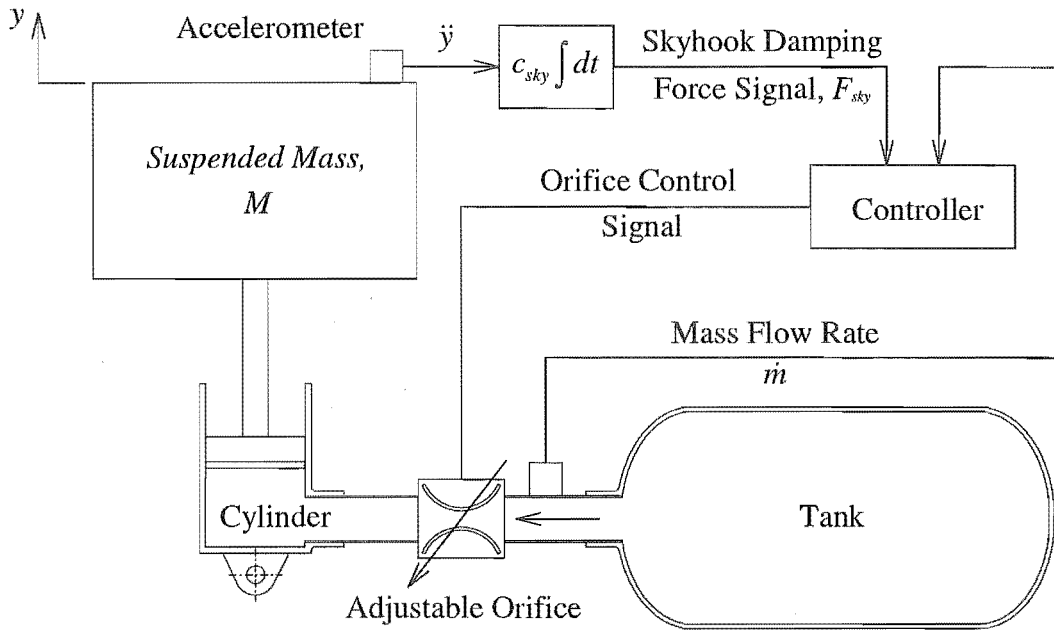 y
Accelerometer
ÿ
c_sky ∫ dt
Skyhook Damping
Force Signal, F_sky
Suspended Mass,
M
Orifice Control
Signal
Controller
Mass Flow Rate
ṁ
Cylinder
Tank
Adjustable Orifice